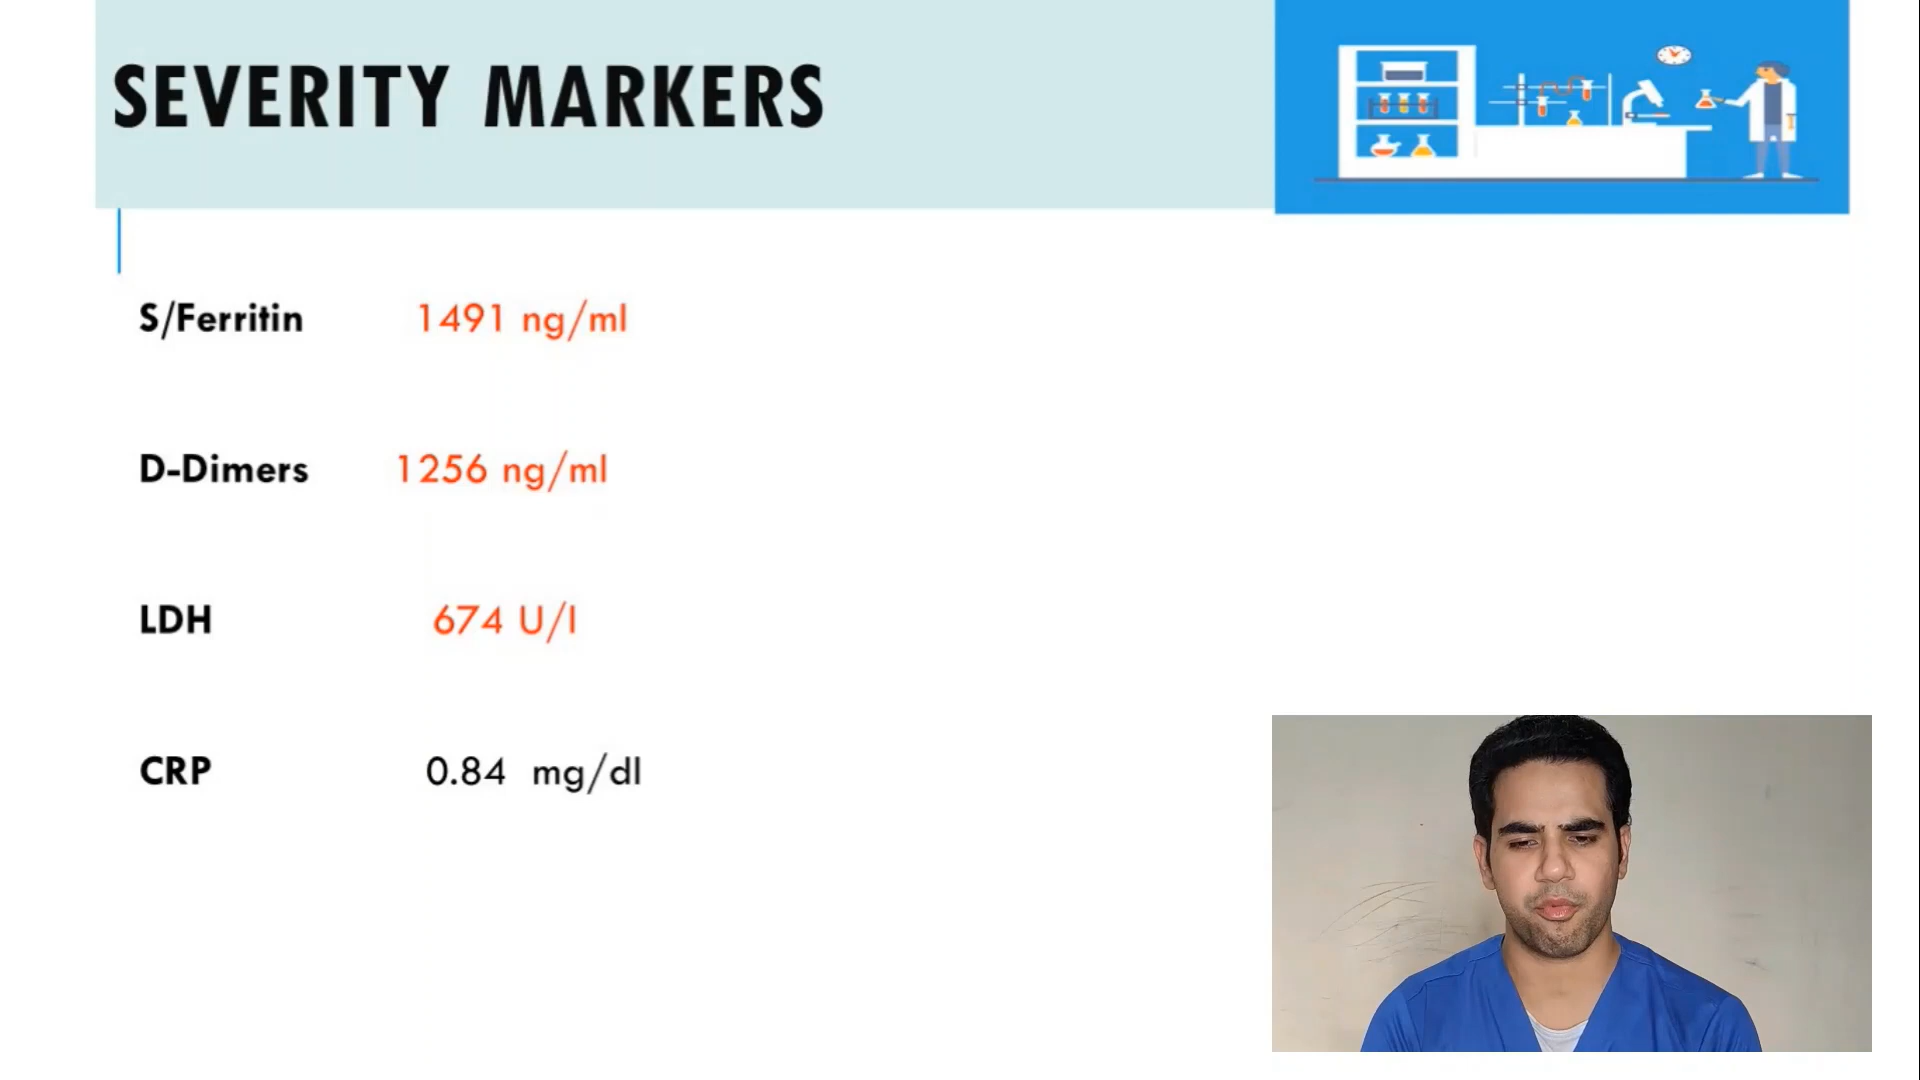 SEVERITY MARKERS
S/Ferritin 1491 ng/ml
D-Dimers 1256 ng/ml
LDH 674 U/l
CRP 0.84 mg/dl